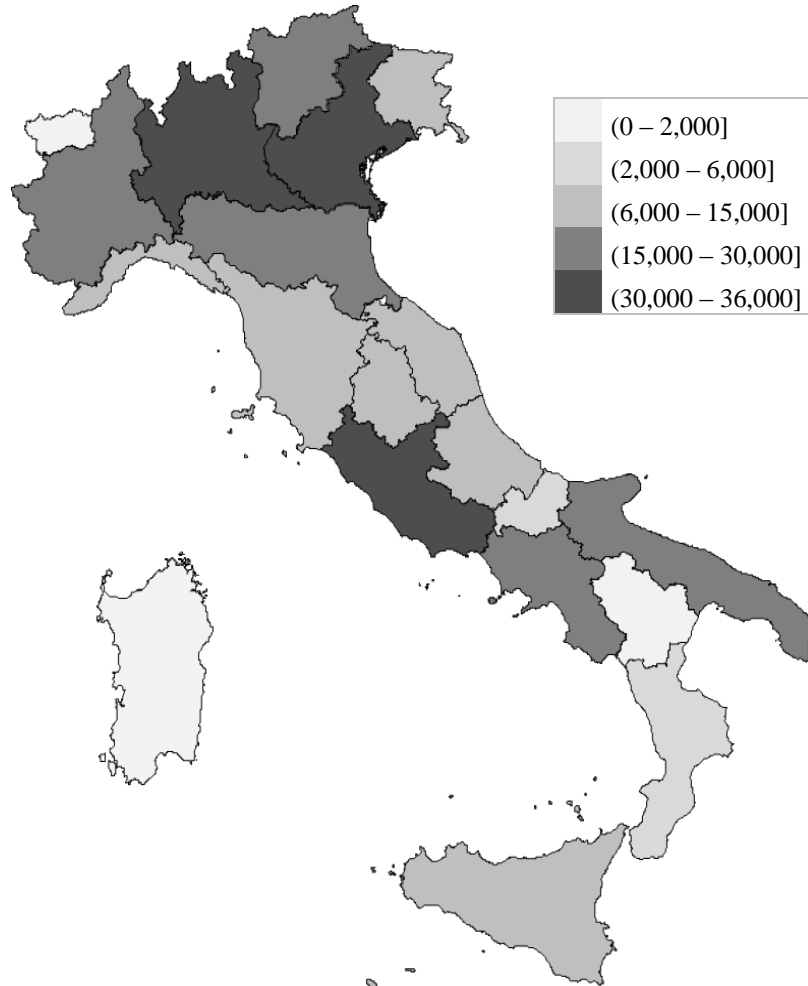 (0 – 2,000]
(2,000 – 6,000]
(6,000 – 15,000]
(15,000 – 30,000]
(30,000 – 36,000]